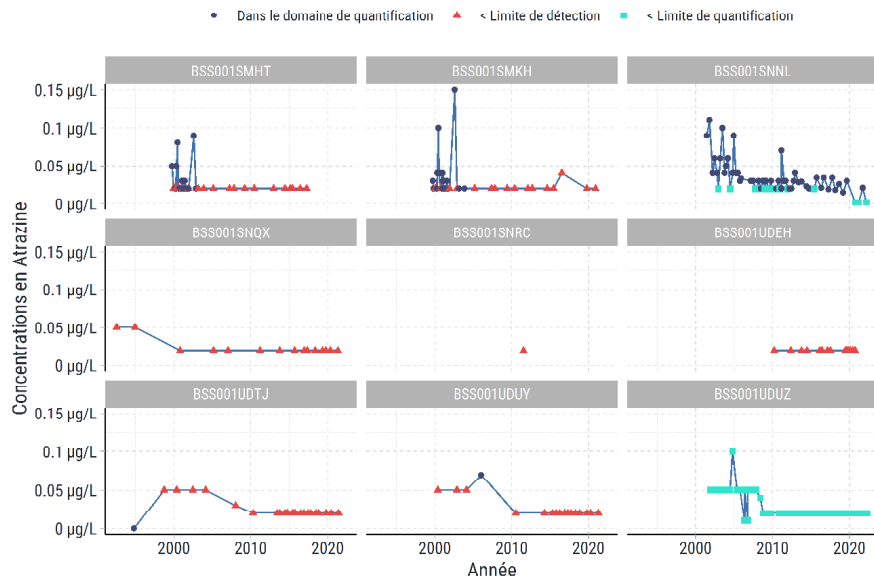 Dans le domaine de quantification < Limite de détection < Limite de quantification
BSS001SMHT BSS001SMKH BSS001SNNL
0.15 µg/L
0.1 µg/L
0.05 µg/L
0 µg/L
BSS001SNQX BSS001SNRC BSS001UDEH
0.15 µg/L
0.1 µg/L
0.05 µg/L
0 µg/L
BSS001UDTJ BSS001UDUY BSS001UDUZ
0.15 µg/L
0.1 µg/L
0.05 µg/L
0 µg/L
2000 2010 2020 2000 2010 2020 2000 2010 2020
Année
Concentrations en Atrazine